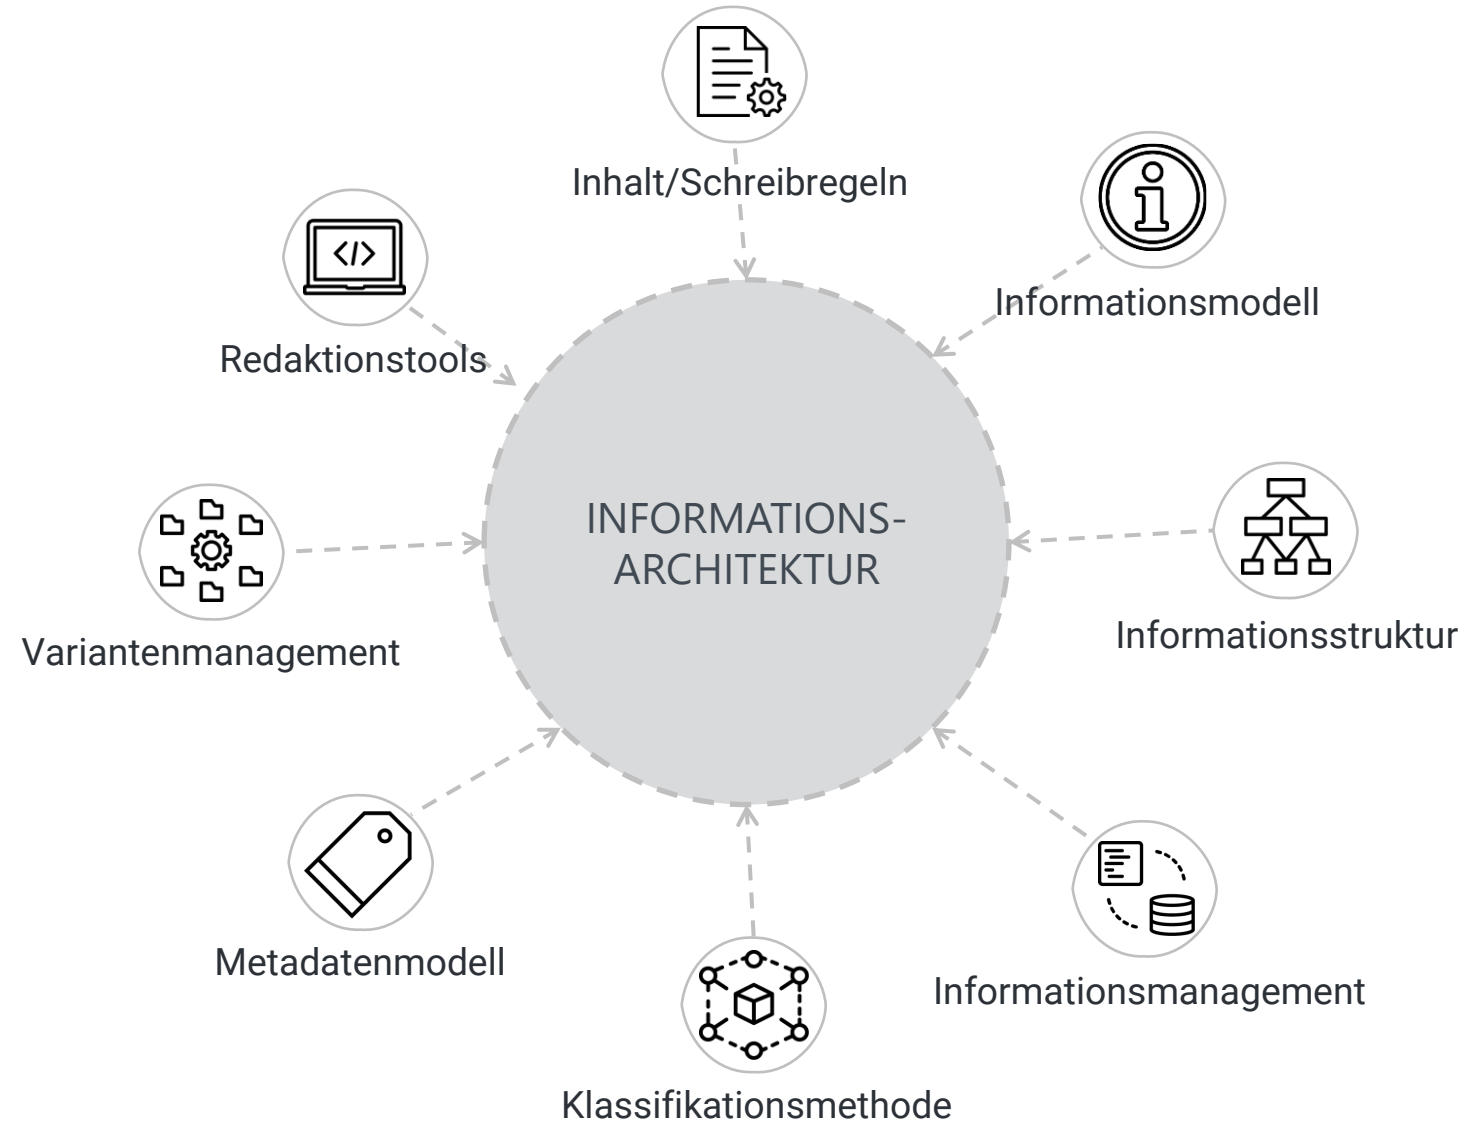 Inhalt/Schreibregeln
Informationsmodell
Redaktionstools
</>
INFORMATIONS-
ARCHITEKTUR
Informationsstruktur
Variantenmanagement
Metadatenmodell
Informationsmanagement
Klassifikationsmethode